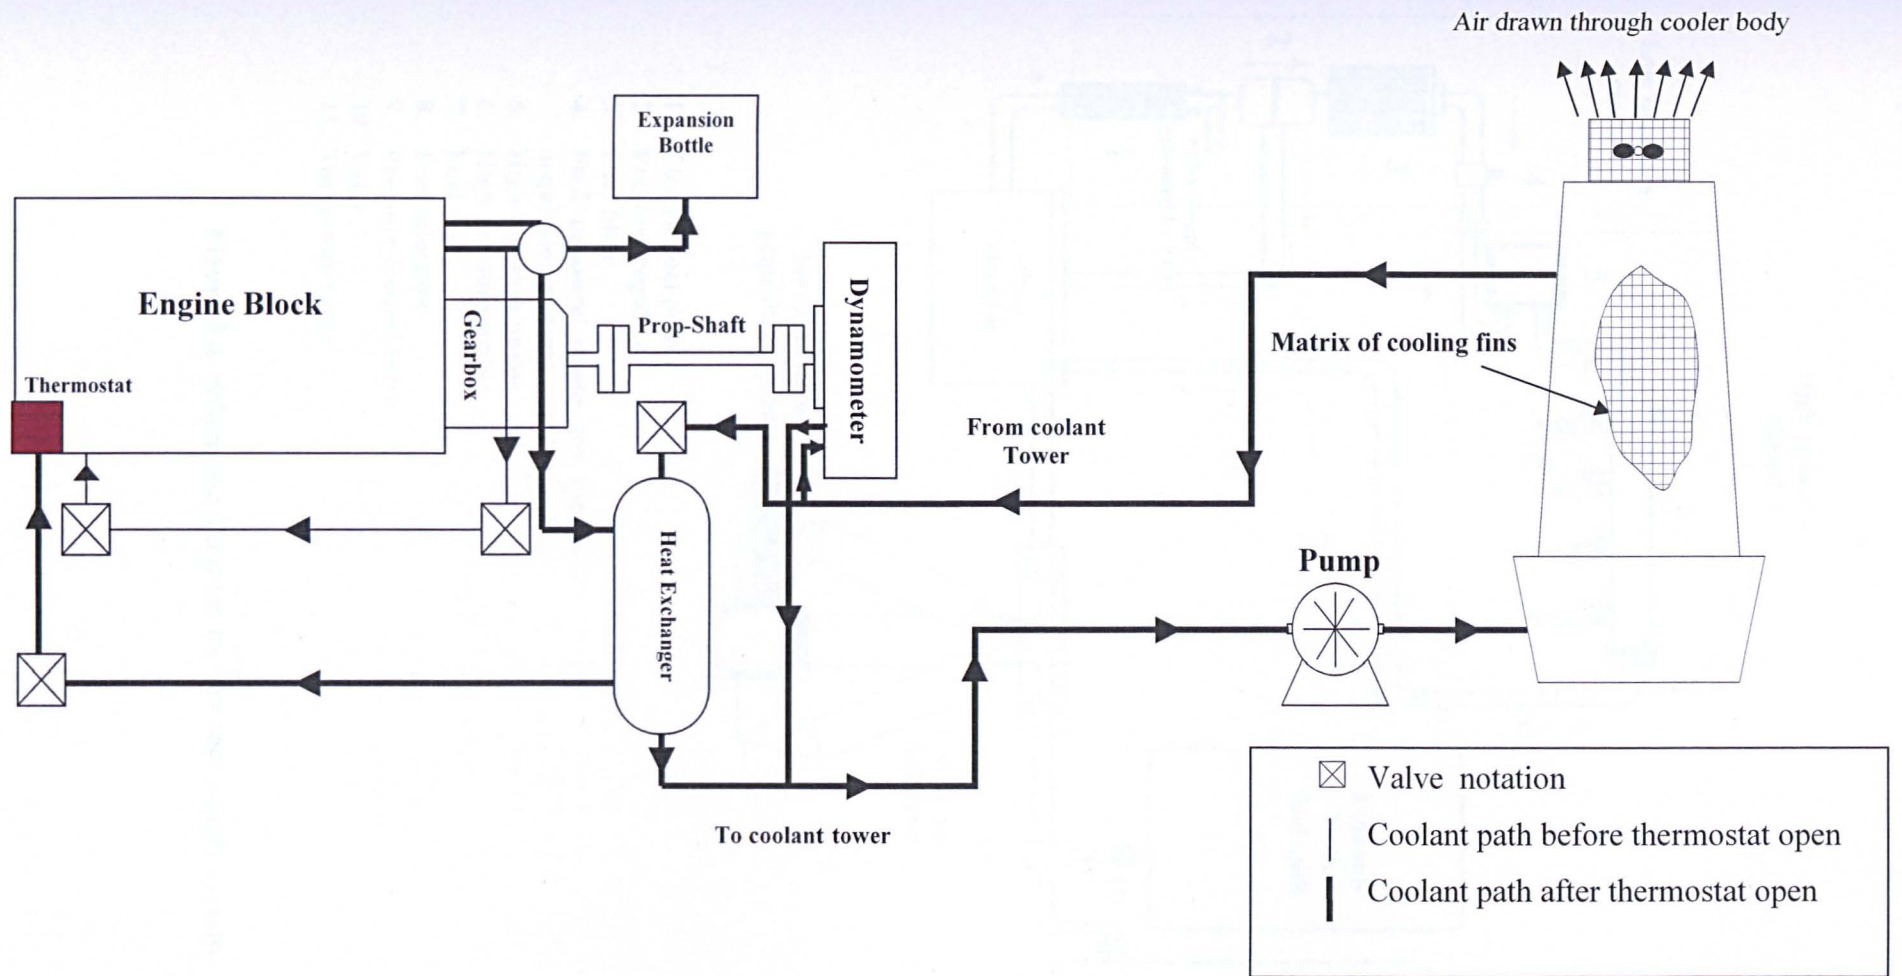 Air drawn through cooler body
Expansion
Bottle
Engine Block
Gearbox
Prop-Shaft
Dynamometer
Thermostat
Matrix of cooling fins
From coolant
Tower
Heat Exchanger
Pump
To coolant tower
Valve notation
Coolant path before thermostat open
Coolant path after thermostat open